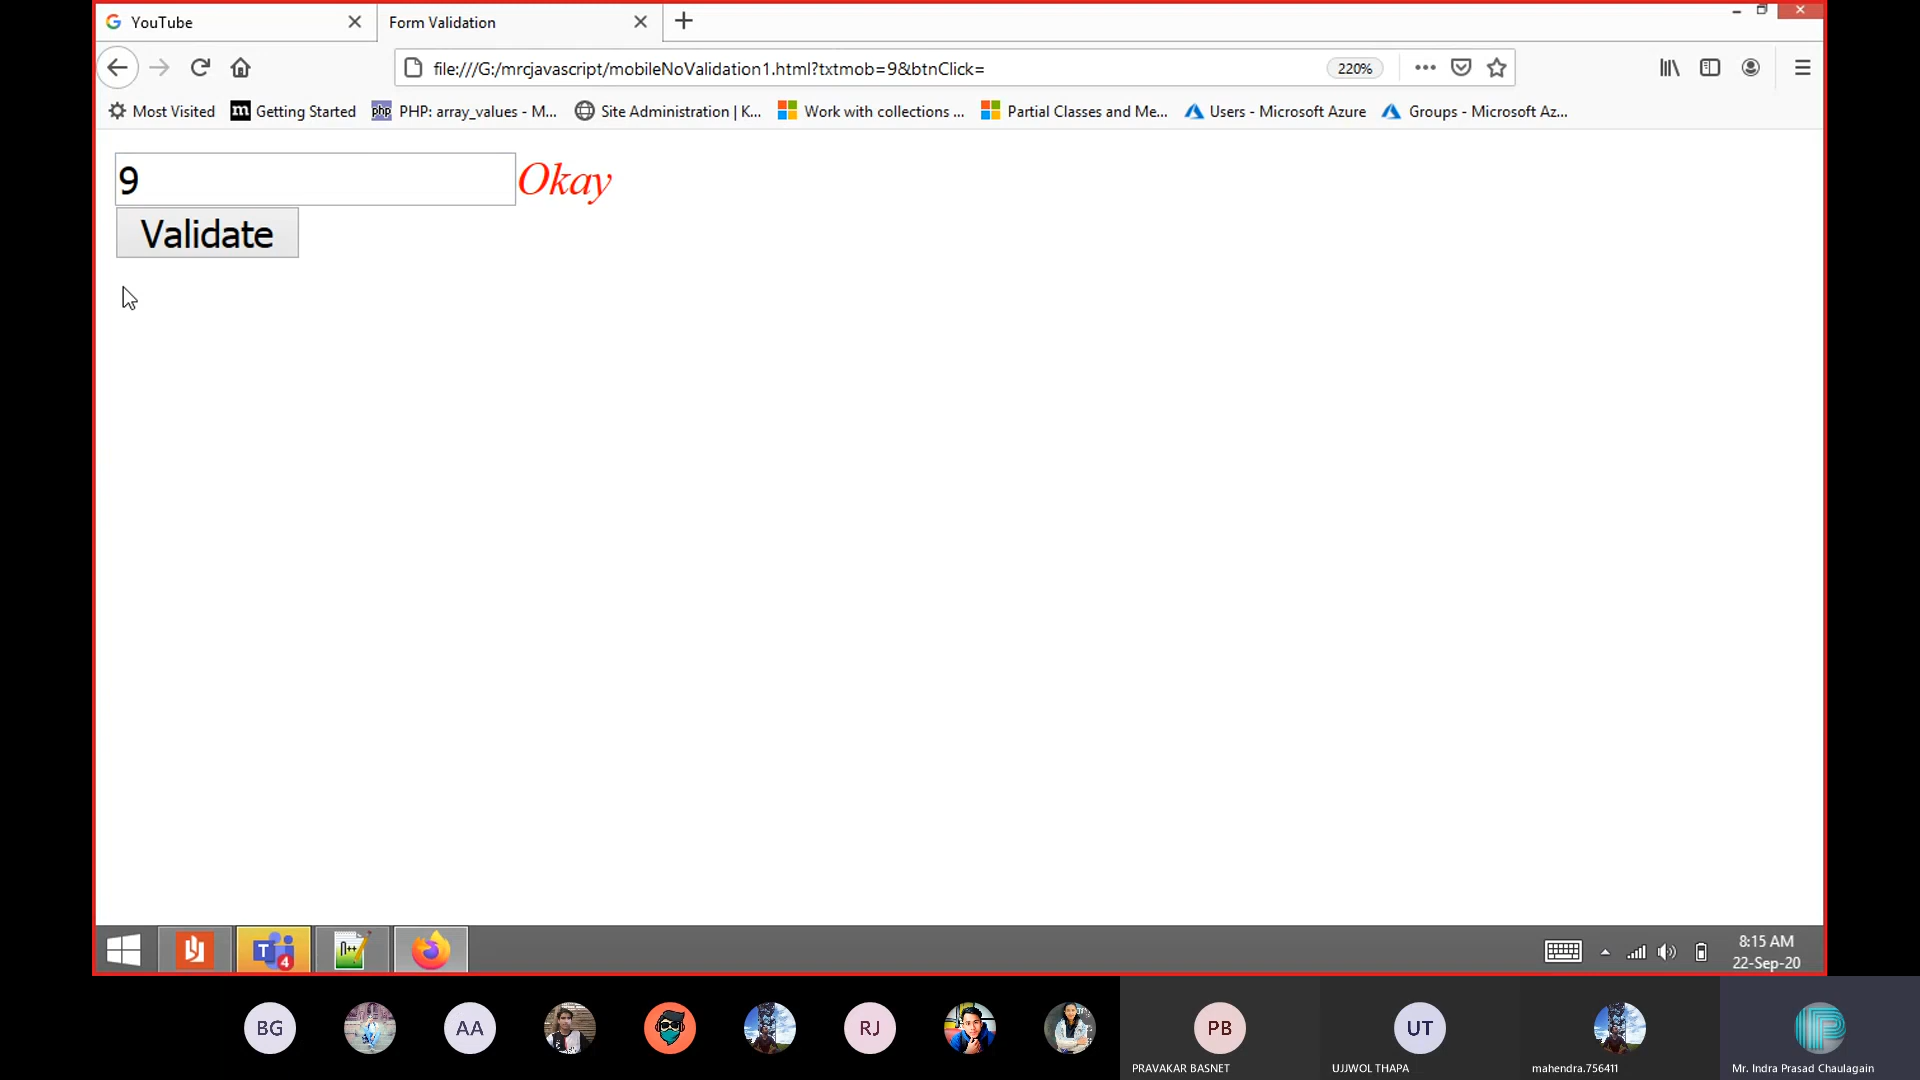 YouTube
Form Validation
file:///G:/mrcjavascript/mobileNoValidation1.html?txtmob=9&btnClick=
220%
Most Visited
m
Getting Started
php
PHP: array_values - M...
Site Administration | K...
Work with collections ...
Partial Classes and Me...
Users - Microsoft Azure
Groups - Microsoft Az...
9
Okay
Validate
T
4
n++
8:15 AM
22-Sep-20
BG
AA
RJ
PB
UT
PRAVAKAR BASNET
UJJWOL THAPA
mahendra.756411
Mr. Indra Prasad Chaulagain